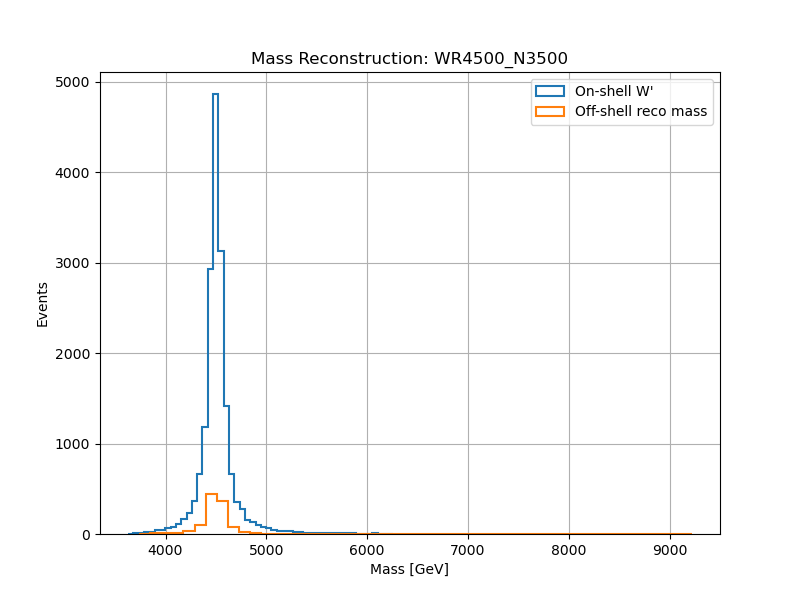 Mass Reconstruction: WR4500_N3500
On-shell W'
Off-shell reco mass
5000
4000
3000
2000
1000
0
Events
4000 5000 6000 7000 8000 9000
Mass [GeV]